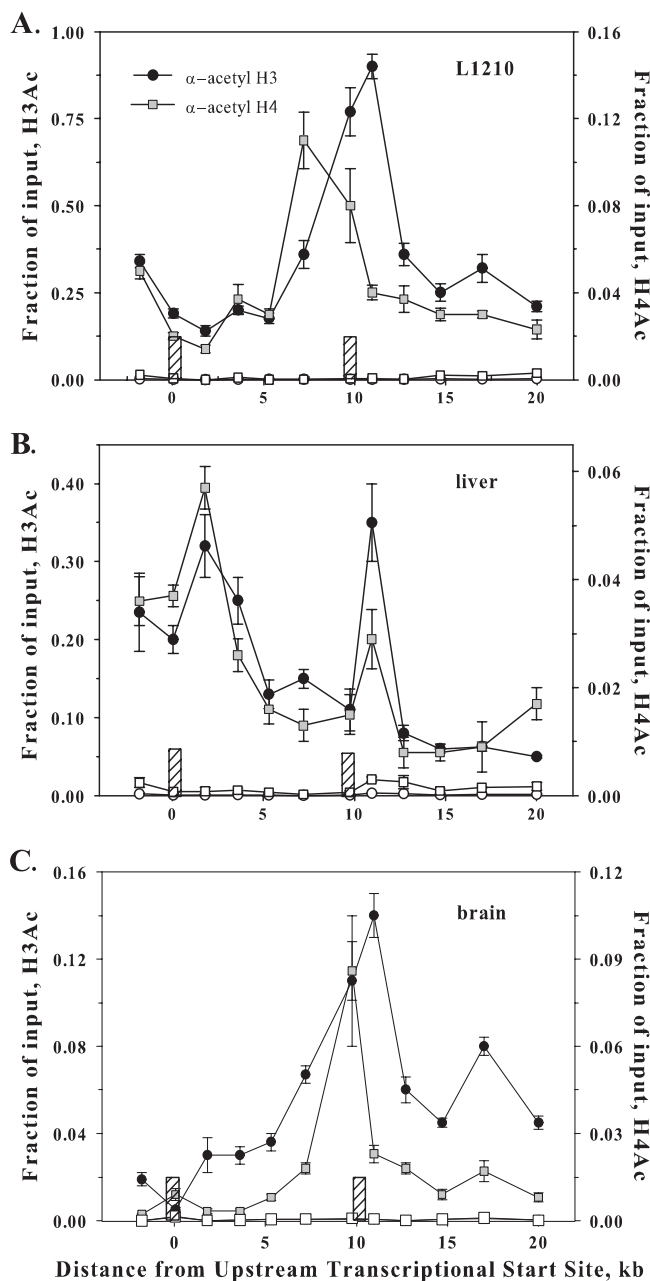 A.
L1210
α−acetyl H3
α−acetyl H4
Fraction of input, H3Ac
1.00
0.75
0.50
0.25
0.00
Fraction of input, H4Ac
0.16
0.12
0.08
0.04
0.00
0 5 10 15 20
B.
liver
Fraction of input, H3Ac
0.40
0.30
0.20
0.10
0.00
Fraction of input, H4Ac
0.06
0.04
0.02
0.00
0 5 10 15 20
C.
brain
Fraction of input, H3Ac
0.16
0.12
0.08
0.04
0.00
Fraction of input, H4Ac
0.12
0.09
0.06
0.03
0.00
0 5 10 15 20
Distance from Upstream Transcriptional Start Site, kb